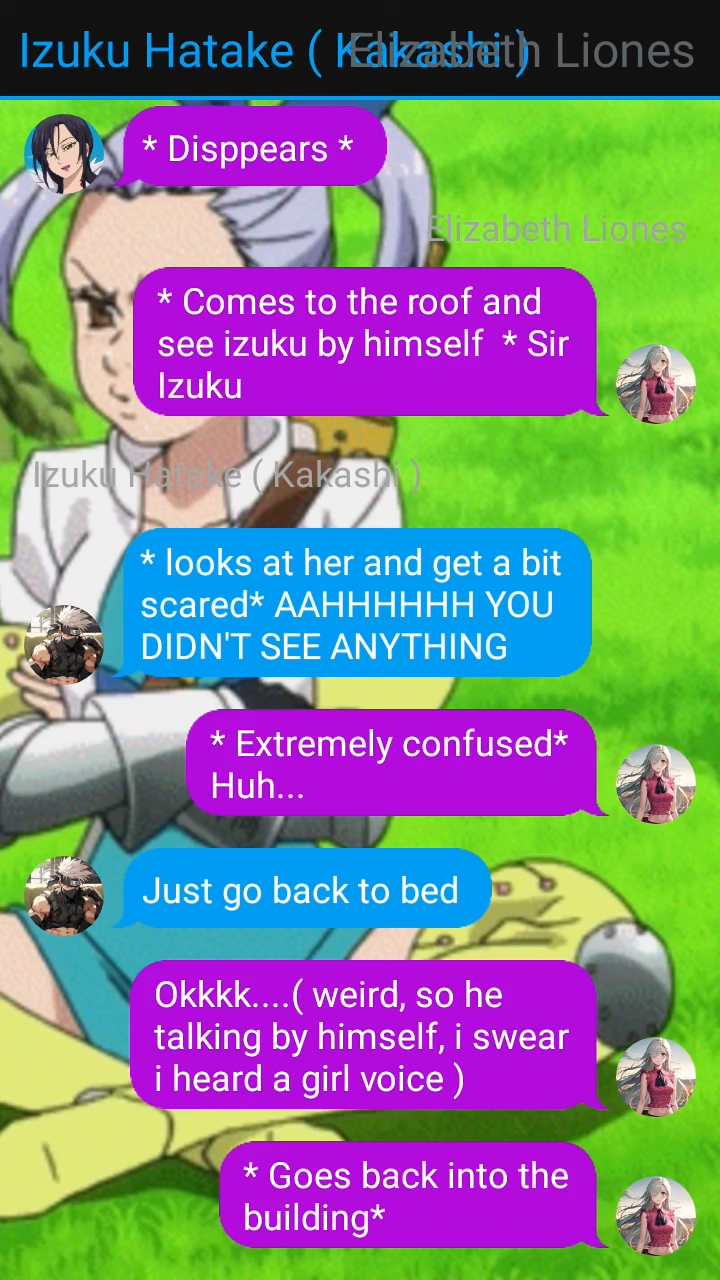 Izuku Hatake ( Kakashi ) Elizabeth Liones
* Disppears *
Elizabeth Liones
* Comes to the roof and
see izuku by himself  * Sir
Izuku
Izuku Hatake ( Kakashi )
* looks at her and get a bit
scared* AAHHHHHH YOU
DIDN'T SEE ANYTHING
* Extremely confused*
Huh...
Just go back to bed
Okkkk....( weird, so he
talking by himself, i swear
i heard a girl voice )
* Goes back into the
building*